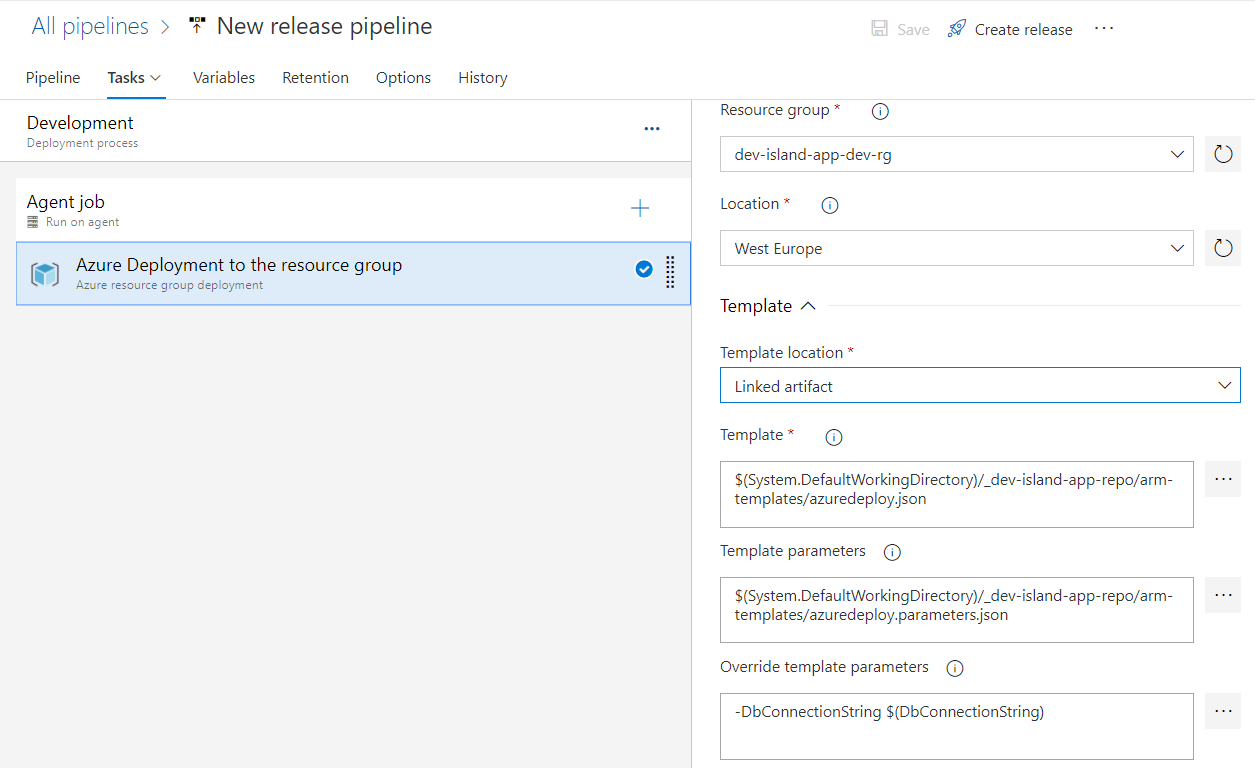 All pipelines > New release pipeline
Save
Create release
Pipeline
Tasks
Variables
Retention
Options
History
Development
Deployment process
Agent job
Run on agent
Azure Deployment to the resource group
Azure resource group deployment
Resource group *
dev-island-app-dev-rg
Location *
West Europe
Template
Template location *
Linked artifact
Template *
$(System.DefaultWorkingDirectory)/_dev-island-app-repo/arm-
templates/azuredeploy.json
Template parameters
$(System.DefaultWorkingDirectory)/_dev-island-app-repo/arm-
templates/azuredeploy.parameters.json
Override template parameters
-DbConnectionString $(DbConnectionString)